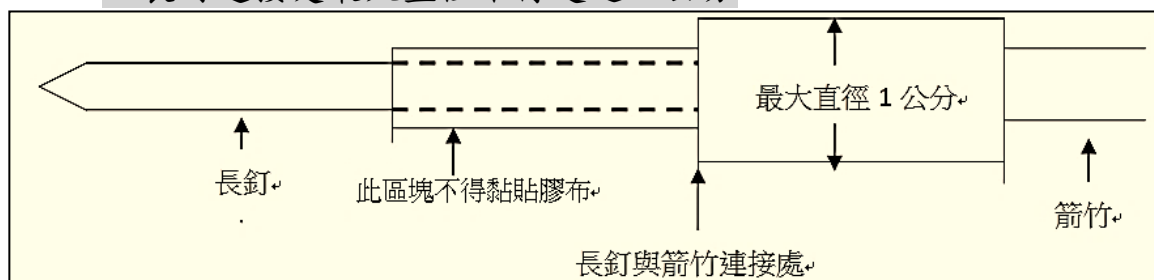 最大直徑 1 公分
長釘
此區塊不得黏貼膠布
箭竹
長釘與箭竹連接處